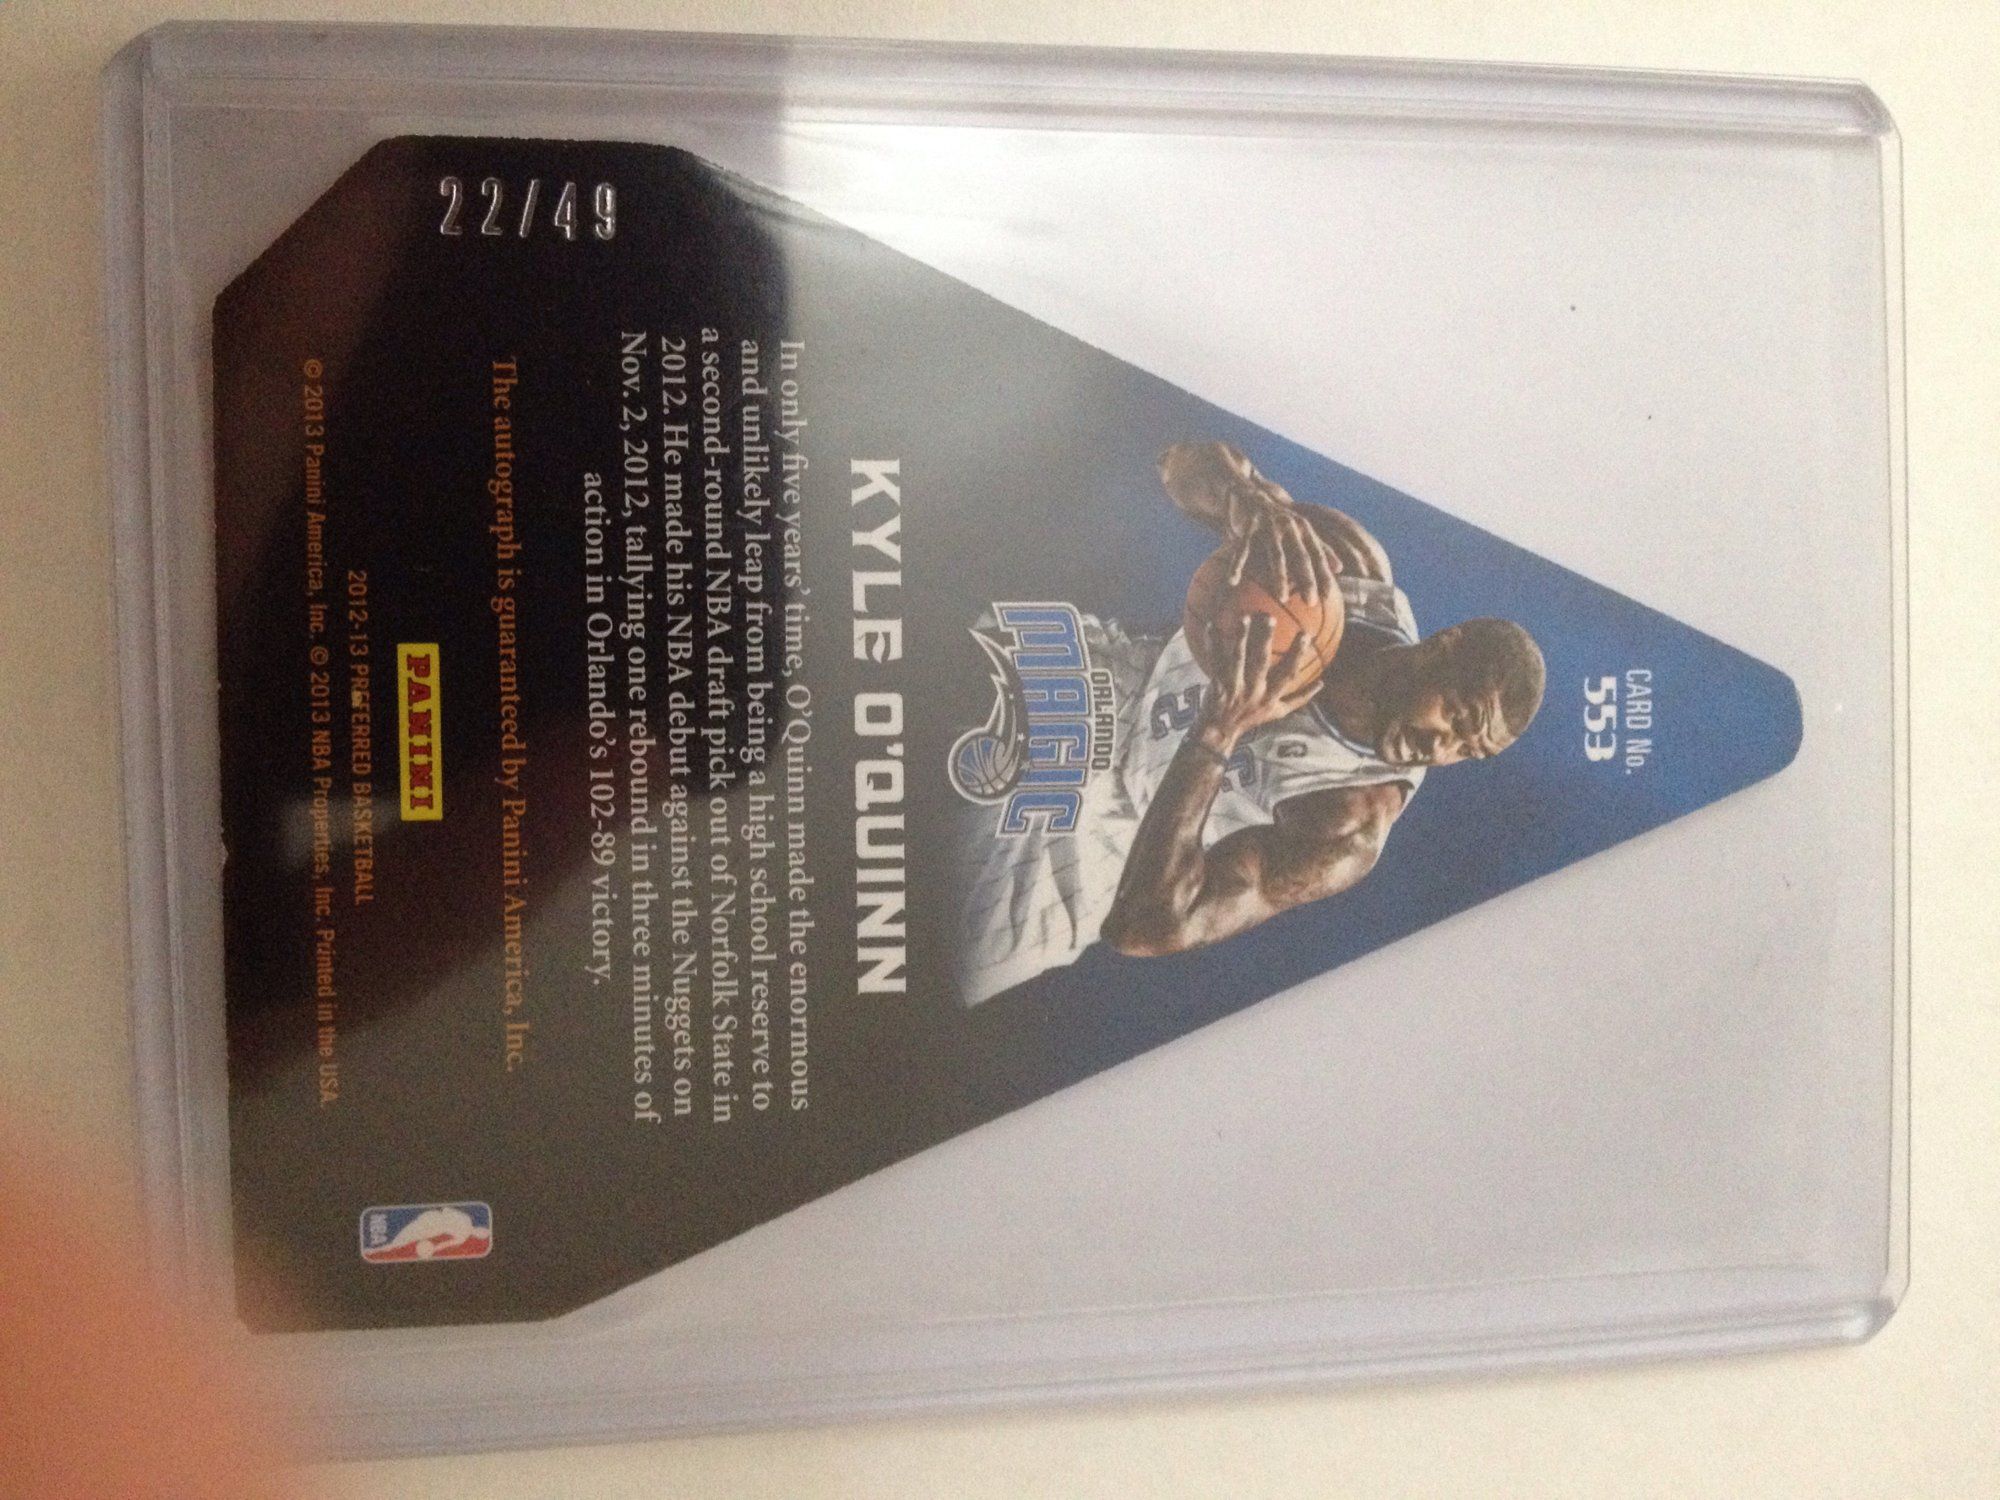 CARD No.
553
ORLANDO
MAGIC
2
KYLE O'QUINN
In only five years' time, O'Quinn made the enormous
and unlikely leap from being a high school reserve to
a second-round NBA draft pick out of Norfolk State in
2012. He made his NBA debut against the Nuggets on
Nov. 2, 2012, tallying one rebound in three minutes of
action in Orlando's 102-89 victory.
22/49
The autograph is guaranteed by Panini America, Inc.
PANINI
2012-13 PREFERRED BASKETBALL
© 2013 Panini America, Inc. © 2013 NBA Properties, Inc. Printed in the USA.
NBA